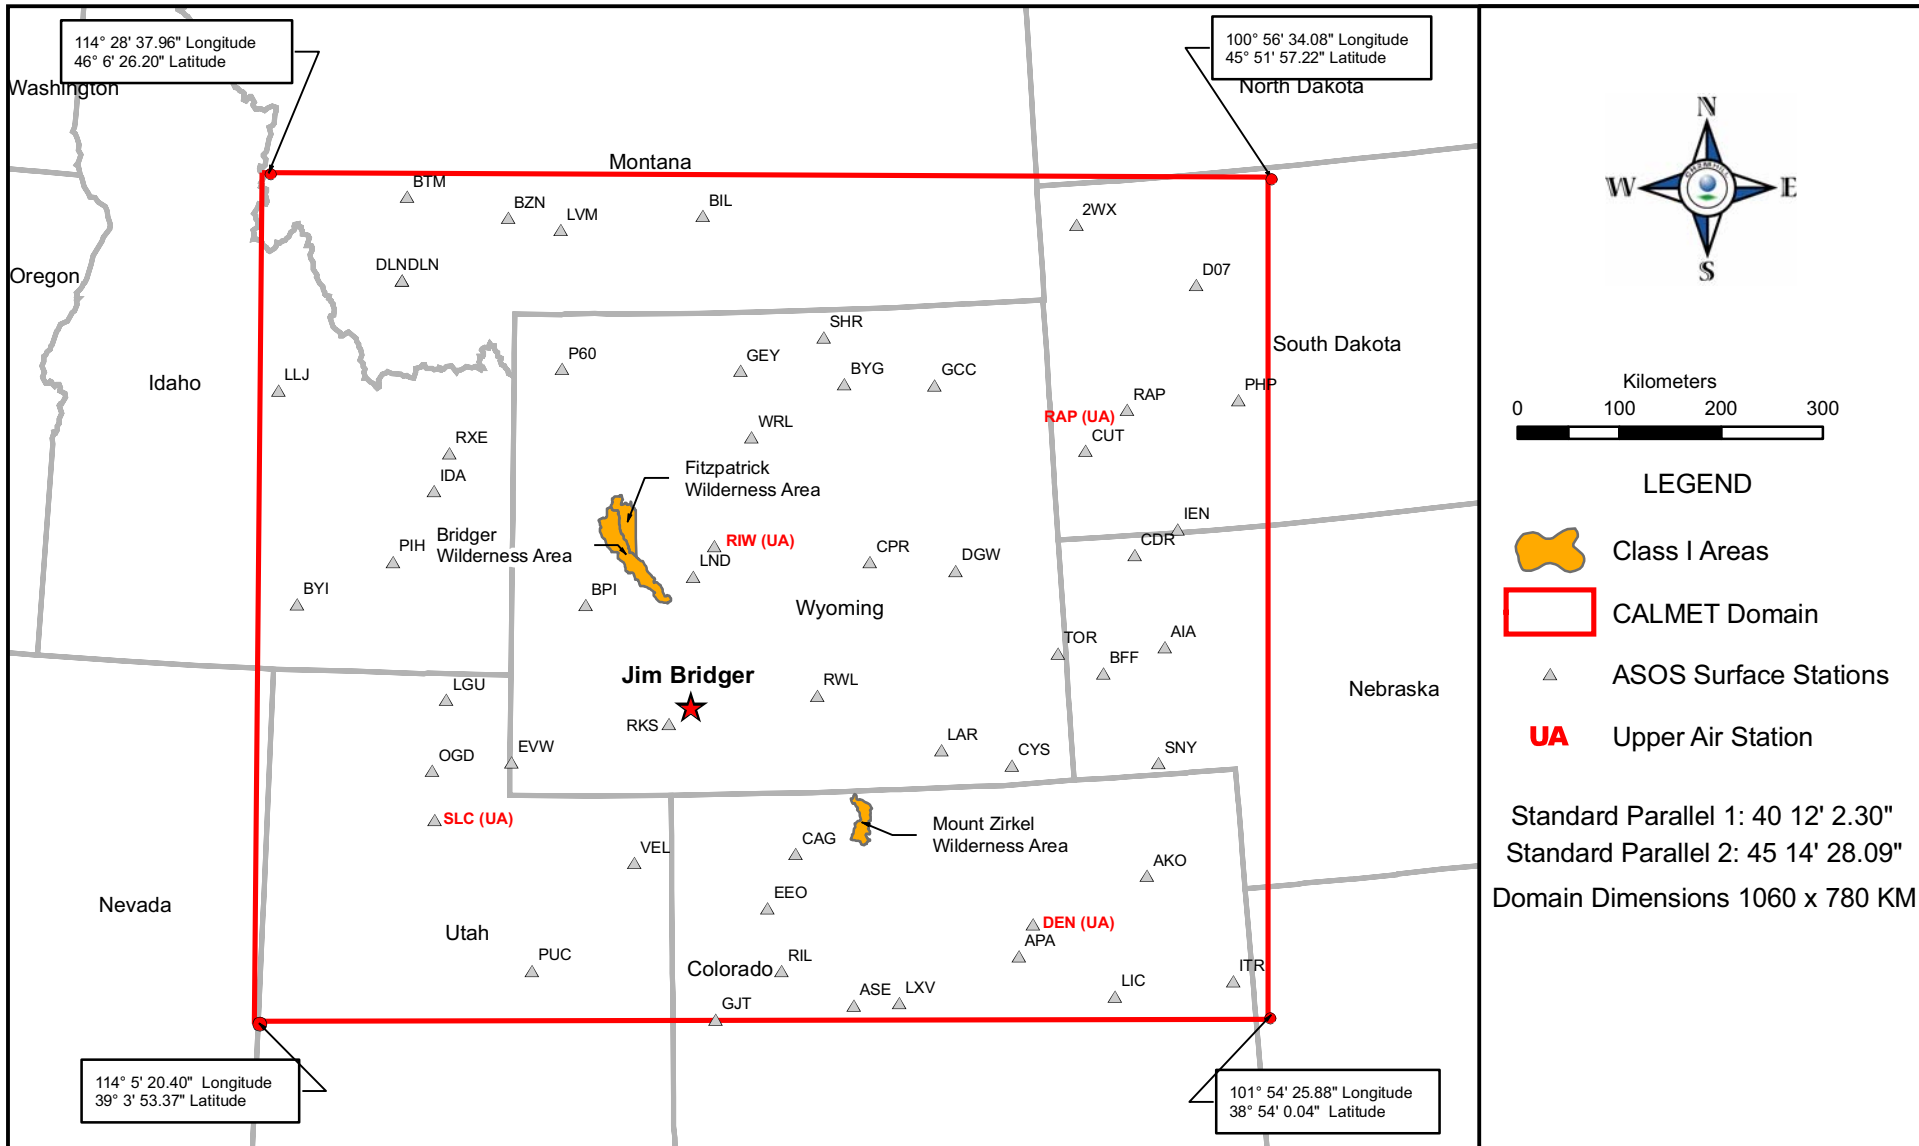 114° 28' 37.96" Longitude
46° 6' 26.20" Latitude
100° 56' 34.08" Longitude
45° 51' 57.22" Latitude
Washington
North Dakota
Montana
BTM
BZN
LVM
BIL
2WX
Oregon
DLNDLN
D07
SHR
South Dakota
P60
GEY
BYG
GCC
Idaho
LLJ
RAP
PHP
RAP (UA)
WRL
CUT
RXE
Fitzpatrick
Wilderness Area
IDA
IEN
Bridger
Wilderness Area
PIH
RIW (UA)
CPR
DGW
CDR
LND
BYI
BPI
Wyoming
TOR
AIA
BFF
Jim Bridger
LGU
RWL
Nebraska
RKS
EVW
LAR
CYS
SNY
OGD
SLC (UA)
Mount Zirkel
Wilderness Area
VEL
CAG
AKO
EEO
Nevada
Utah
DEN (UA)
APA
PUC
Colorado
RIL
ITR
GJT
ASE
LXV
LIC
114° 5' 20.40" Longitude
39° 3' 53.37" Latitude
101° 54' 25.88" Longitude
38° 54' 0.04" Latitude
N
W
E
S
Kilometers
0 100 200 300
LEGEND
Class I Areas
CALMET Domain
ASOS Surface Stations
UA Upper Air Station
Standard Parallel 1: 40 12' 2.30"
Standard Parallel 2: 45 14' 28.09"
Domain Dimensions 1060 x 780 KM